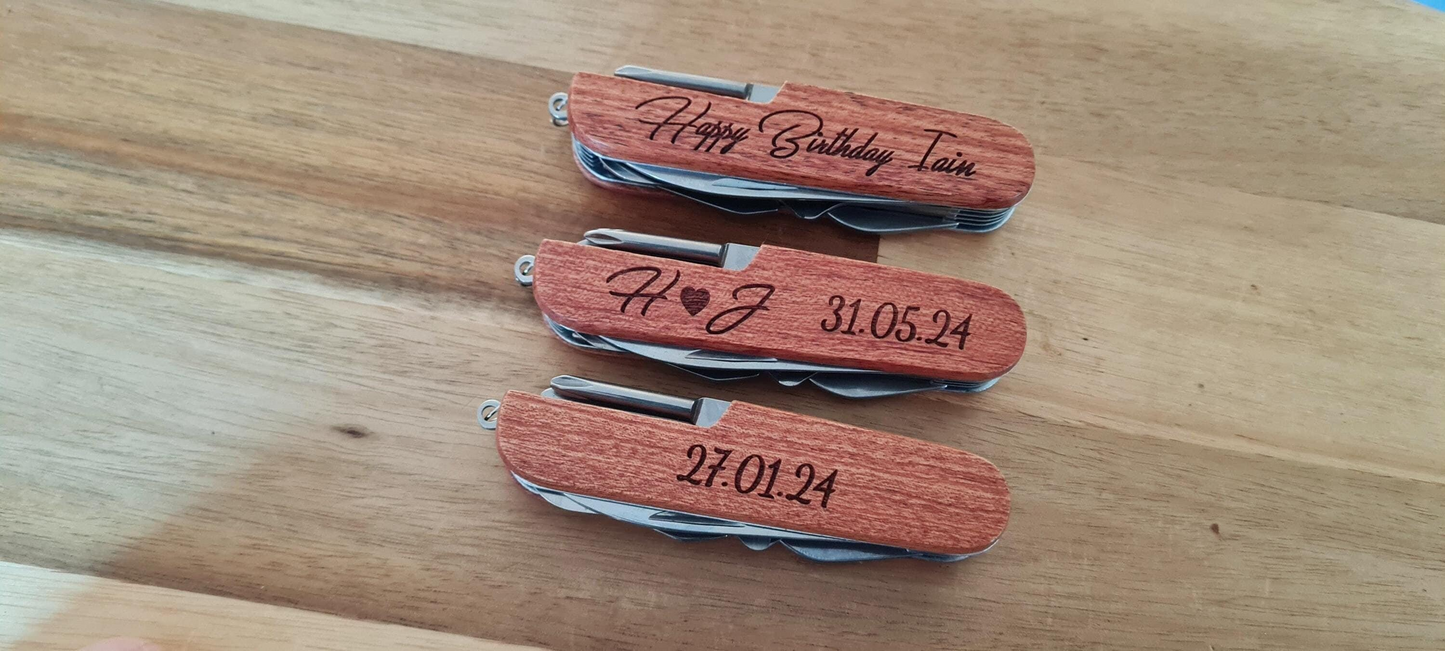 Happy Birthday Iain
H ♥ J 31.05.24
27.01.24